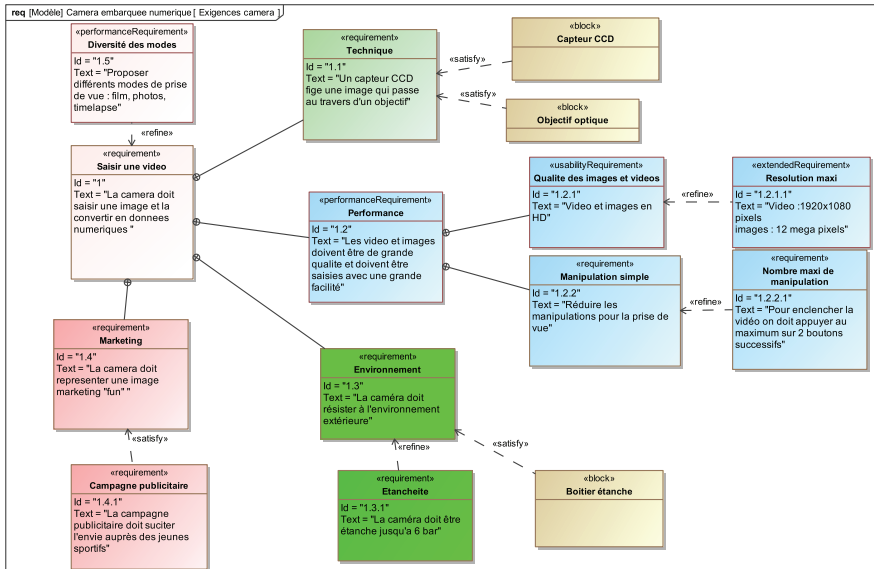 req [Modèle] Camera embarquee numerique [ Exigences camera ]
«performanceRequirement»
Diversité des modes
Id = "1.5"
Text = "Proposer
différents modes de prise
de vue : film, photos,
timelapse"
«refine»
«requirement»
Saisir une video
Id = "1"
Text = "La camera doit
saisir une image et la
convertir en donnees
numeriques "
«requirement»
Technique
Id = "1.1"
Text = "Un capteur CCD
fige une image qui passe
au travers d'un objectif"
«satisfy»
«satisfy»
«block»
Capteur CCD
«block»
Objectif optique
«performanceRequirement»
Performance
Id = "1.2"
Text = "Les video et images
doivent être de grande
qualite et doivent être
saisies avec une grande
facilité"
«usabilityRequirement»
Qualite des images et videos
Id = "1.2.1"
Text = "Video et images en
HD"
«refine»
«extendedRequirement»
Resolution maxi
Id = "1.2.1.1"
Text = "Video :1920x1080
pixels
images : 12 mega pixels"
«requirement»
Manipulation simple
Id = "1.2.2"
Text = "Réduire les
manipulations pour la prise de
vue"
«refine»
«requirement»
Nombre maxi de
manipulation
Id = "1.2.2.1"
Text = "Pour enclencher la
vidéo on doit appuyer au
maximum sur 2 boutons
successifs"
«requirement»
Marketing
Id = "1.4"
Text = "La camera doit
representer une image
marketing "fun" "
«satisfy»
«requirement»
Campagne publicitaire
Id = "1.4.1"
Text = "La campagne
publicitaire doit suciter
l'envie auprès des jeunes
sportifs"
«requirement»
Environnement
Id = "1.3"
Text = "La caméra doit
résister à l'environnement
extérieure"
«refine»
«satisfy»
«requirement»
Etancheite
Id = "1.3.1"
Text = "La caméra doit être
étanche jusqu'a 6 bar"
«block»
Boitier étanche